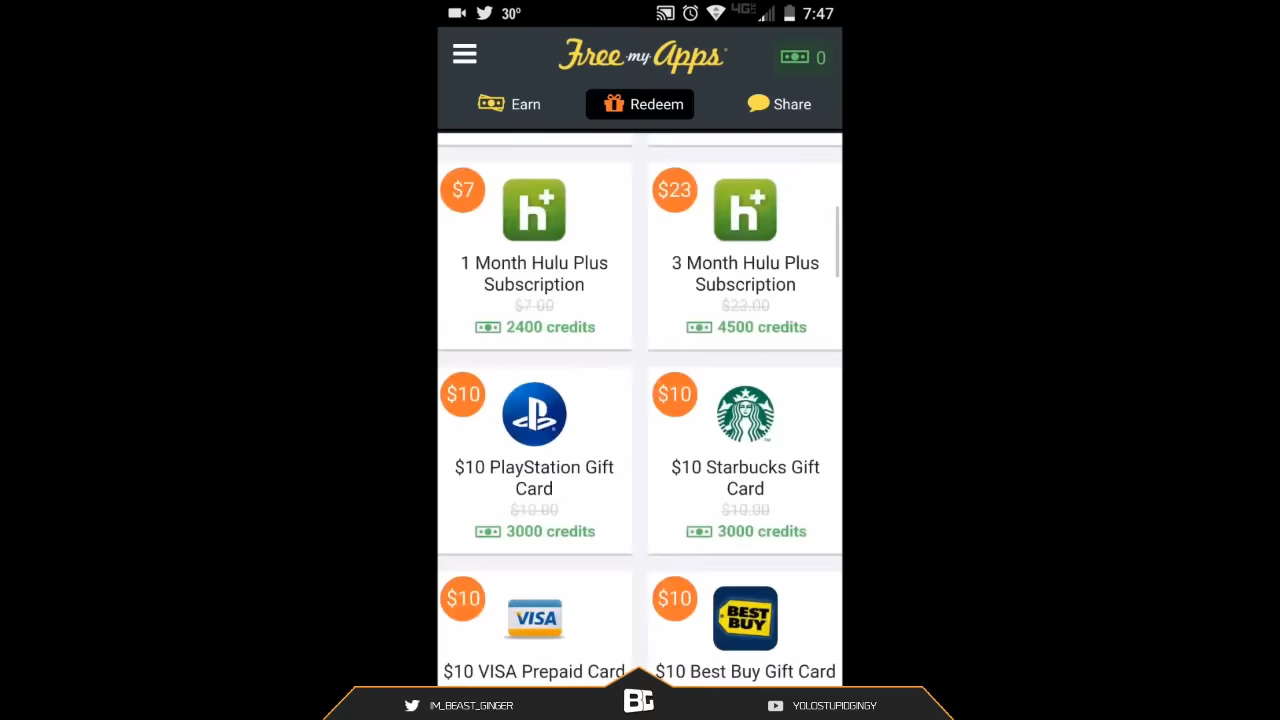 30° 4G 7:47
Free my Apps 0
Earn Redeem Share
$7 $23
h+ h+
1 Month Hulu Plus 3 Month Hulu Plus
Subscription Subscription
$7.00 $23.00
2400 credits 4500 credits
$10 $10
$10 PlayStation Gift $10 Starbucks Gift
Card Card
$10.00 $10.00
3000 credits 3000 credits
$10 VISA $10 BEST BUY
$10 VISA Prepaid Card $10 Best Buy Gift Card
IM_BEAST_GINGER BG YOLOSTUPIDGINGY